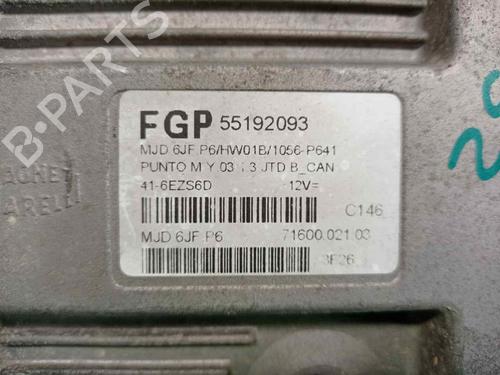 B-PARTS
FGP 55192093
MJD 6JF.P6/HW01B/1056-P641
PUNTO M.Y 03 1.3 JTD B_CAN
41-6EZS6D 12V=
C146
MJD 6JF.P6 71600.021.03
3F26